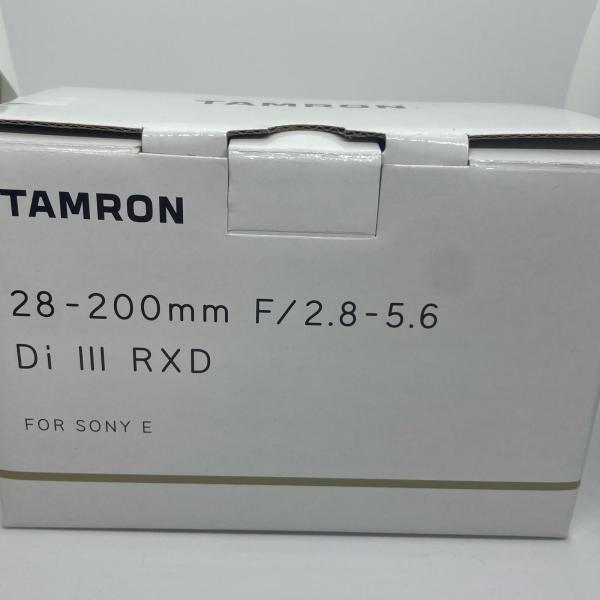 TAMRON
TAMRON
28-200mm F/2.8-5.6
Di III RXD
FOR SONY E